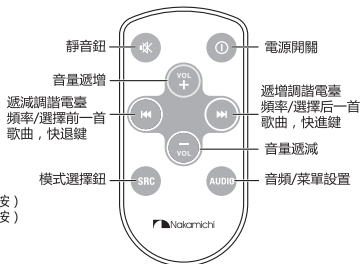 靜音鈕
電源開關
音量遞增
VOL
+
遞減調諧電臺
頻率/選擇前一首
歌曲，快退鍵
遞增調諧電臺
頻率/選擇后一首
歌曲，快進鍵
−
VOL
音量遞減
模式選擇鈕
SRC
AUDIO
音頻/菜單設置
按）
按）
Nakamichi